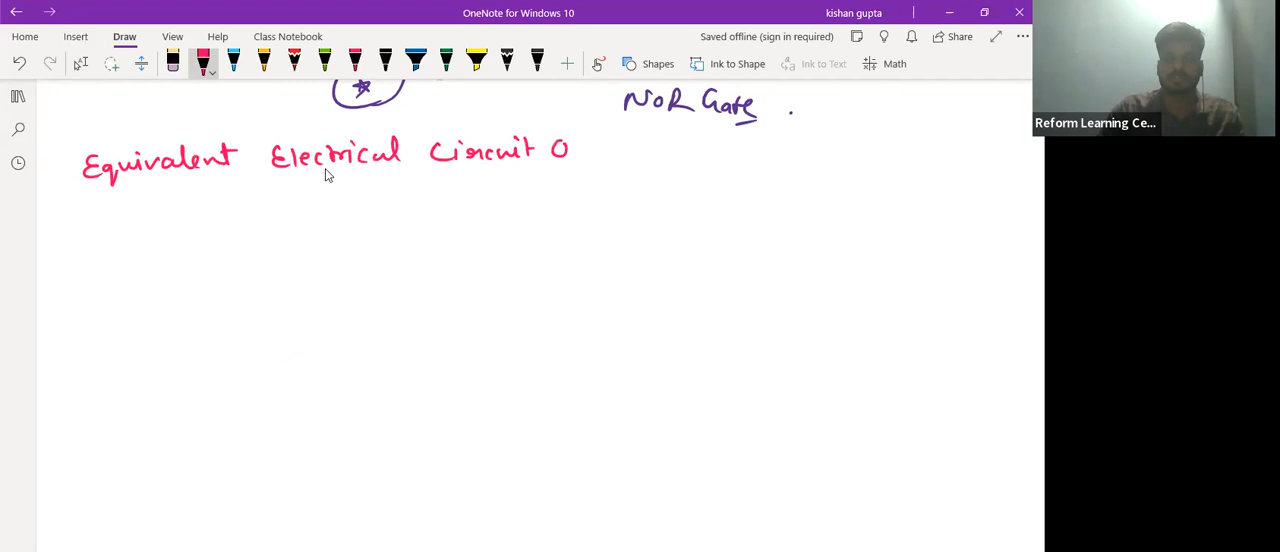 OneNote for Windows 10
kishan gupta
Home Insert Draw View Help Class Notebook
Saved offline (sign in required) Share
Shapes Ink to Shape Ink to Text Math
Reform Learning Ce...
NOR Gate .
Equivalent Electrical Circuit O